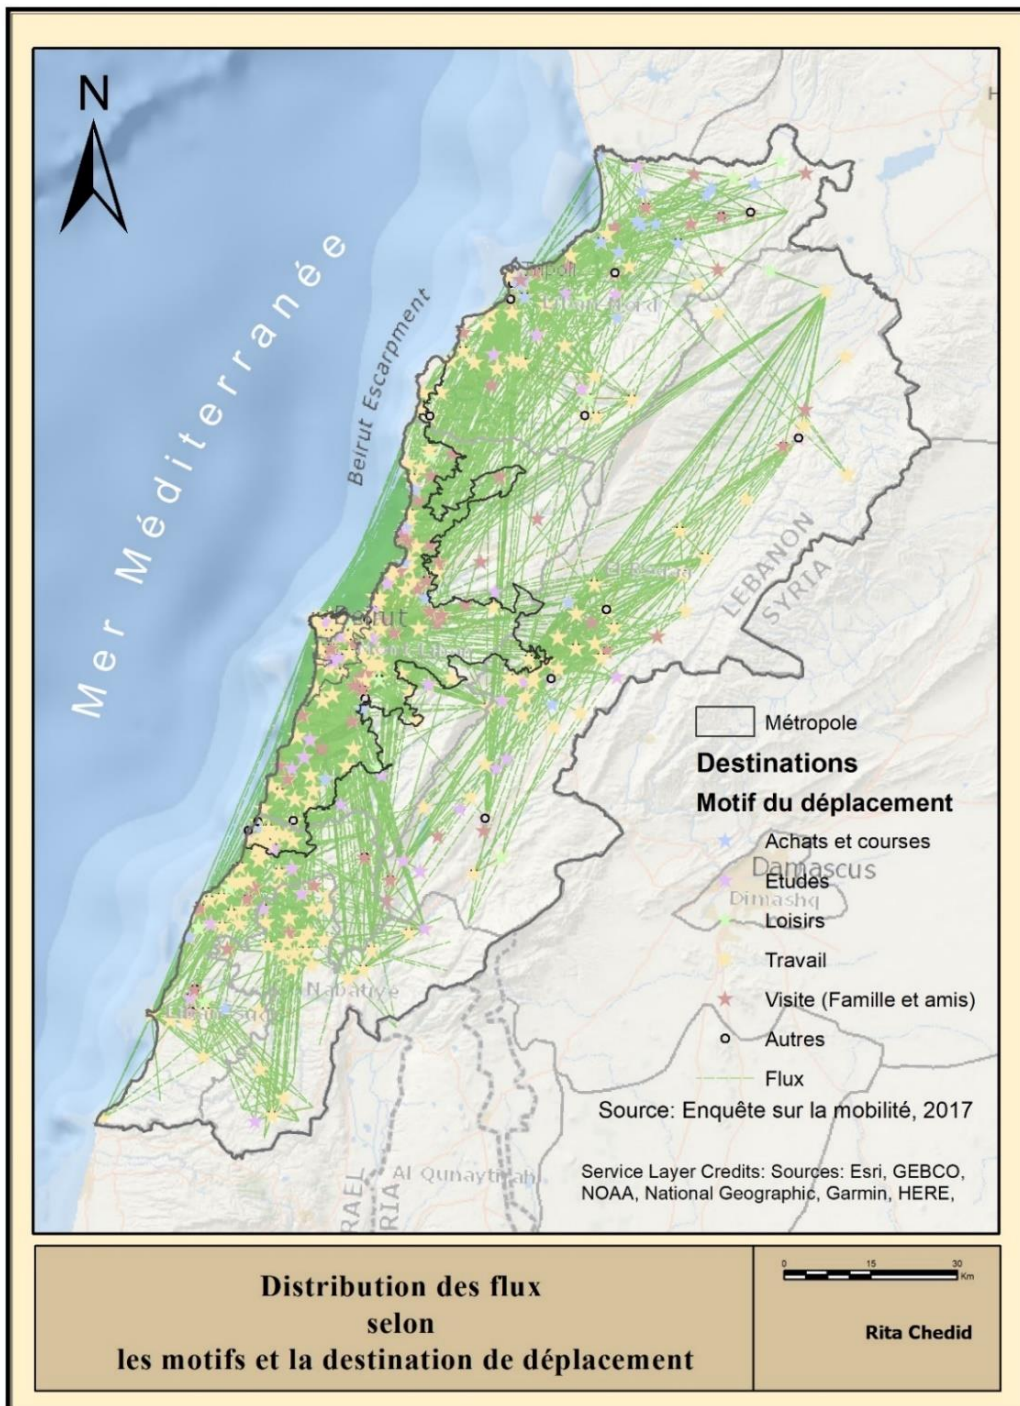 N
Mer Méditerranée
Beirut Escarpment
Tripoli
Beirut
LEBANON
SYRIA
Nabatiye
Métropole
Destinations
Motif du déplacement
Achats et courses
Damascus
Etudes
Dimashq
Loisirs
Travail
Visite (Famille et amis)
Autres
Flux
Source: Enquête sur la mobilité, 2017
Al Qunaytirah
Service Layer Credits: Sources: Esri, GEBCO,
NOAA, National Geographic, Garmin, HERE,
RAEL
RIA
Distribution des flux
selon
les motifs et la destination de déplacement
0 15 30
Km
Rita Chedid